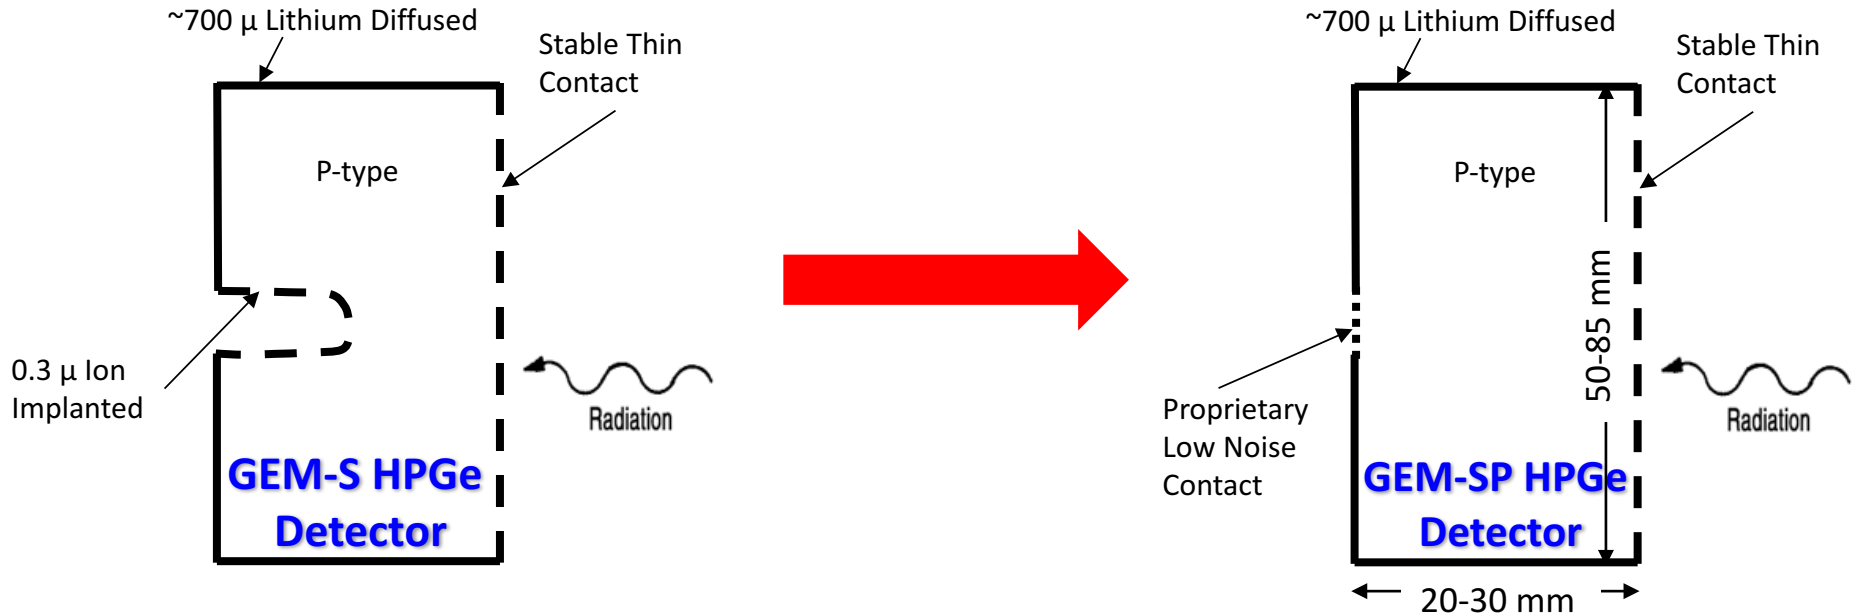 ~700 μ Lithium Diffused
Stable Thin
Contact
P-type
0.3 μ Ion
Implanted
Radiation
GEM-S HPGe
Detector
~700 μ Lithium Diffused
Stable Thin
Contact
P-type
50-85 mm
Proprietary
Low Noise
Contact
Radiation
GEM-SP HPGe
Detector
20-30 mm